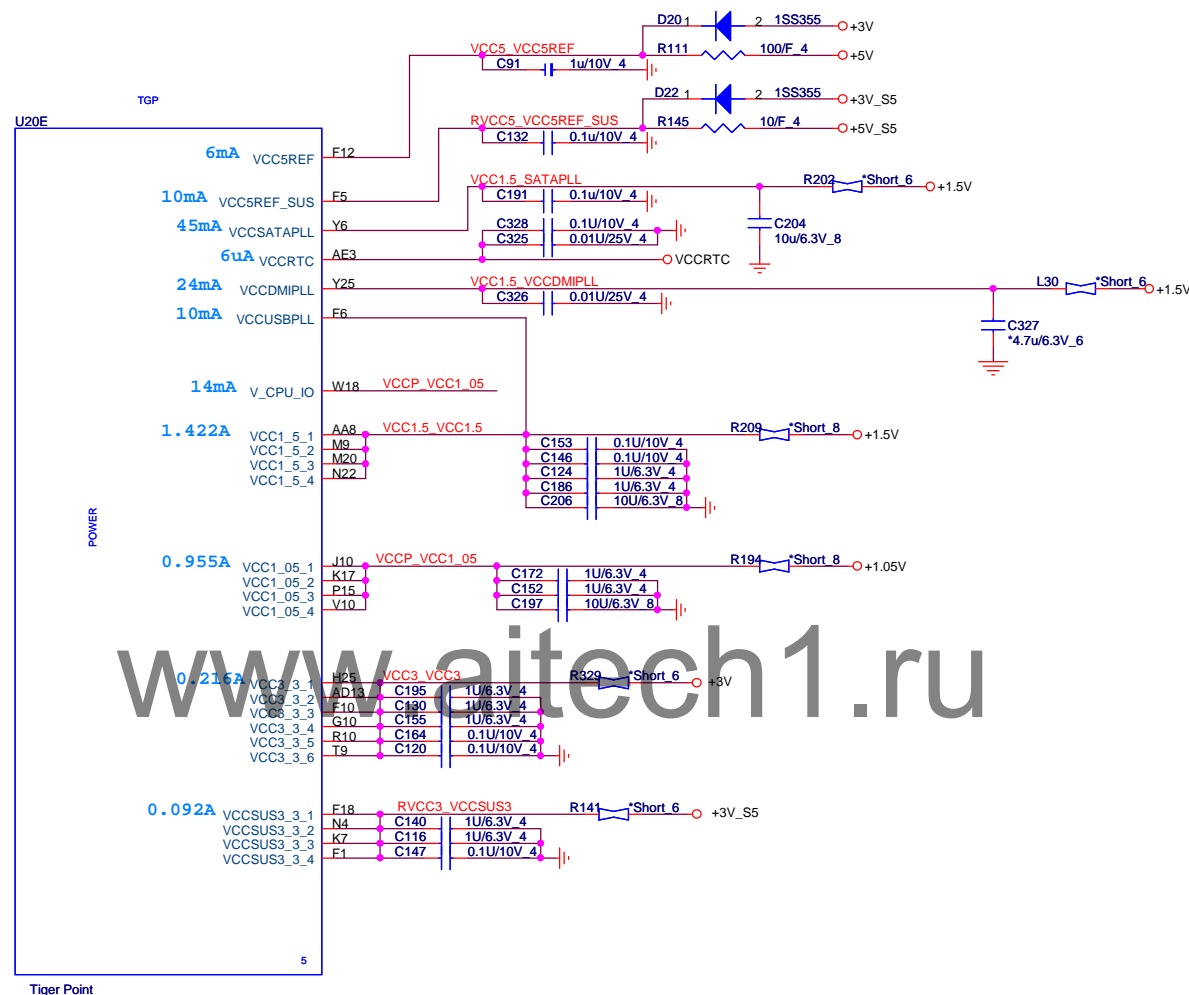 D20 1 2 1SS355 +3V
VCC5_VCC5REF R111 100/F_4 +5V
C91 1u/10V_4
TGP
D22 1 2 1SS355 +3V_S5
U20E RVCC5_VCC5REF_SUS R145 10/F_4 +5V_S5
C132 0.1u/10V_4
6mA VCC5REF F12
VCC1.5_SATAPLL R202 *Short_6 +1.5V
10mA VCC5REF_SUS F5 C191 0.1u/10V_4
45mA VCCSATAPLL Y6 C328 0.1U/10V_4 C204
C325 0.01U/25V_4 10u/6.3V_8
6uA VCCRTC AE3 VCCRTC
24mA VCCDMIPLL Y25 VCC1.5_VCCDMIPLL L30 *Short_6 +1.5V
C326 0.01U/25V_4
10mA VCCUSBPLL F6
C327
*4.7u/6.3V_6
14mA V_CPU_IO W18 VCCP_VCC1_05
1.422A VCC1_5_1 AA8 VCC1.5_VCC1.5 R209 *Short_8 +1.5V
VCC1_5_2 M9 C153 0.1U/10V_4
VCC1_5_3 M20 C146 0.1U/10V_4
VCC1_5_4 N22 C124 1U/6.3V_4
C186 1U/6.3V_4
C206 10U/6.3V_8
POWER
0.955A VCC1_05_1 J10 VCCP_VCC1_05 R194 *Short_8 +1.05V
VCC1_05_2 K17 C172 1U/6.3V_4
VCC1_05_3 P15 C152 1U/6.3V_4
VCC1_05_4 V10 C197 10U/6.3V_8
www.aitech1.ru
0.216A VCC3_3_1 H25 VCC3_VCC3 R329 *Short_6 +3V
VCC3_3_2 AD13 C195 1U/6.3V_4
VCC3_3_3 F10 C130 1U/6.3V_4
VCC3_3_4 G10 C155 1U/6.3V_4
VCC3_3_5 R10 C164 0.1U/10V_4
VCC3_3_6 T9 C120 0.1U/10V_4
0.092A VCCSUS3_3_1 F18 RVCC3_VCCSUS3 R141 *Short_6 +3V_S5
VCCSUS3_3_2 N4 C140 1U/6.3V_4
VCCSUS3_3_3 K7 C116 1U/6.3V_4
VCCSUS3_3_4 F1 C147 0.1U/10V_4
5
Tiger Point